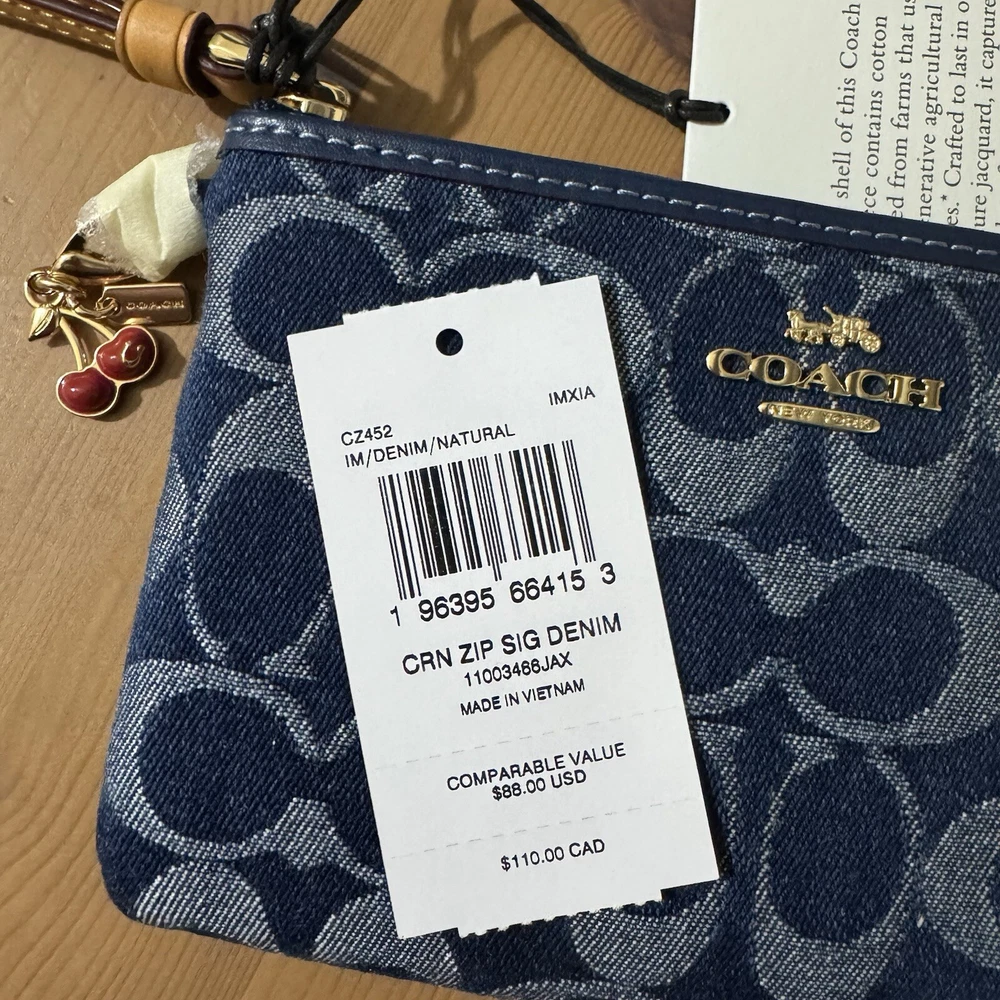 shell of this Coach
ce contains cotton
ed from farms that us
enerative agricultural
es.* Crafted to last in o
ure jacquard, it capture
COACH
COACH
NEW YORK
IMXIA
CZ452
IM/DENIM/NATURAL
1 96395 66415 3
CRN ZIP SIG DENIM
11003466JAX
MADE IN VIETNAM
COMPARABLE VALUE
$88.00 USD
$110.00 CAD